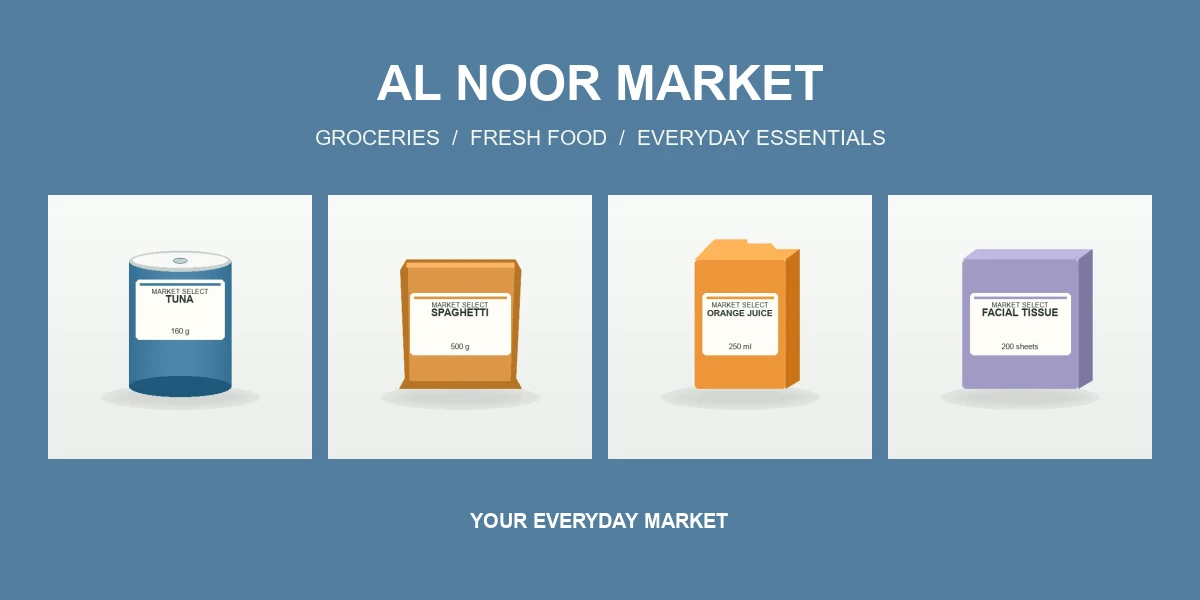 AL NOOR MARKET
GROCERIES / FRESH FOOD / EVERYDAY ESSENTIALS
MARKET SELECT
TUNA
160 g
MARKET SELECT
SPAGHETTI
500 g
MARKET SELECT
ORANGE JUICE
250 ml
MARKET SELECT
FACIAL TISSUE
200 sheets
YOUR EVERYDAY MARKET